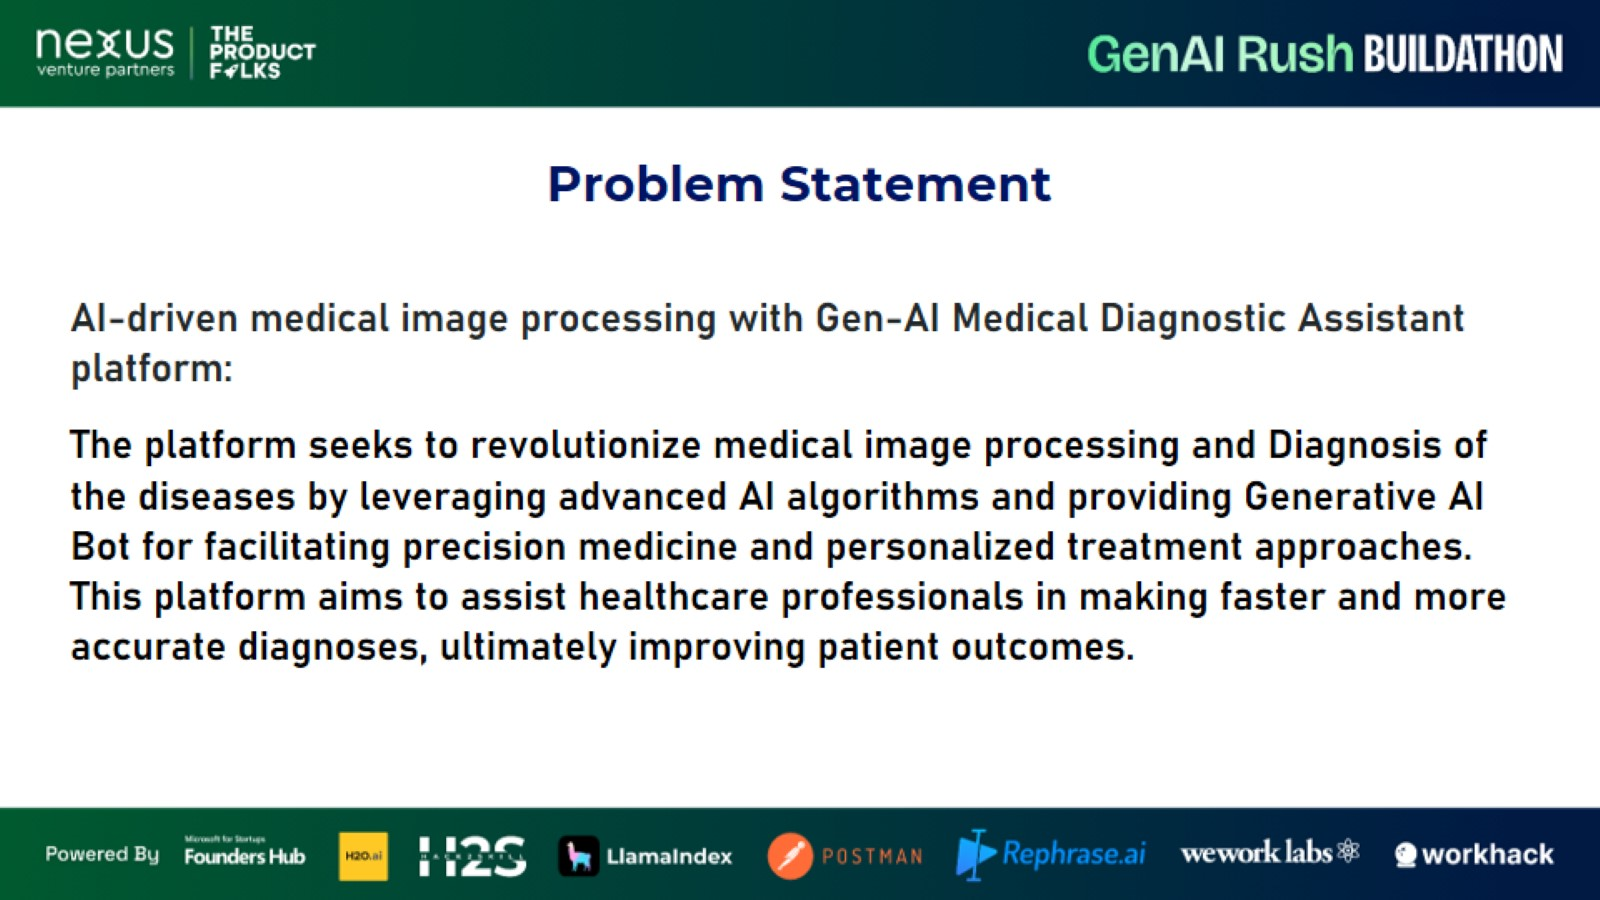 nexus
venture partners
THE
PRODUCT
FOLKS
GenAI Rush BUILDATHON
Problem Statement
AI-driven medical image processing with Gen-AI Medical Diagnostic Assistant
platform:
The platform seeks to revolutionize medical image processing and Diagnosis of
the diseases by leveraging advanced AI algorithms and providing Generative AI
Bot for facilitating precision medicine and personalized treatment approaches.
This platform aims to assist healthcare professionals in making faster and more
accurate diagnoses, ultimately improving patient outcomes.
Powered By
Microsoft for Startups
Founders Hub
H2O.ai
H2S
HACK2SKILL
LlamaIndex
POSTMAN
Rephrase.ai
wework labs
workhack